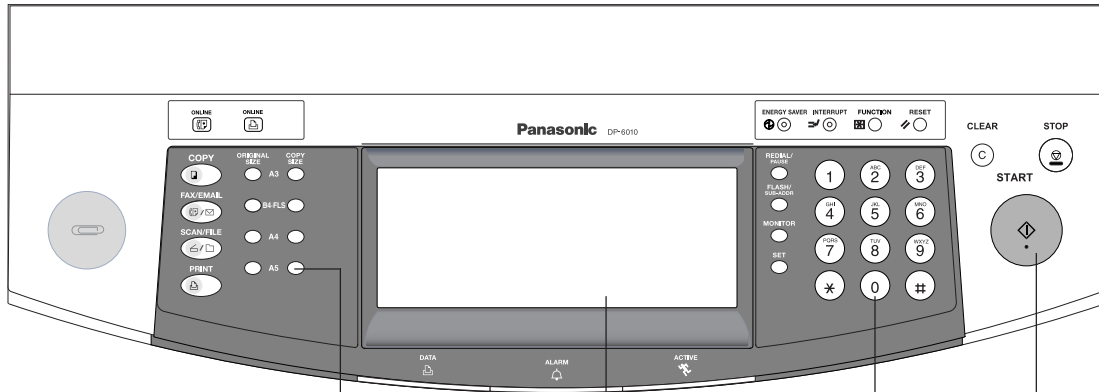 ONLINE ONLINE
Panasonic DP-6010
ENERGY SAVER INTERRUPT FUNCTION RESET
CLEAR STOP
C
START
COPY
FAX/EMAIL
SCAN/FILE
PRINT
ORIGINAL SIZE COPY SIZE
A3
B4·FLS
A4
A5
REDIAL/
PAUSE
FLASH/
SUB-ADDR
MONITOR
SET
ABC DEF
1 2 3
GHI JKL MNO
4 5 6
PQRS TUV WXYZ
7 8 9
* 0 #
DATA ALARM ACTIVE